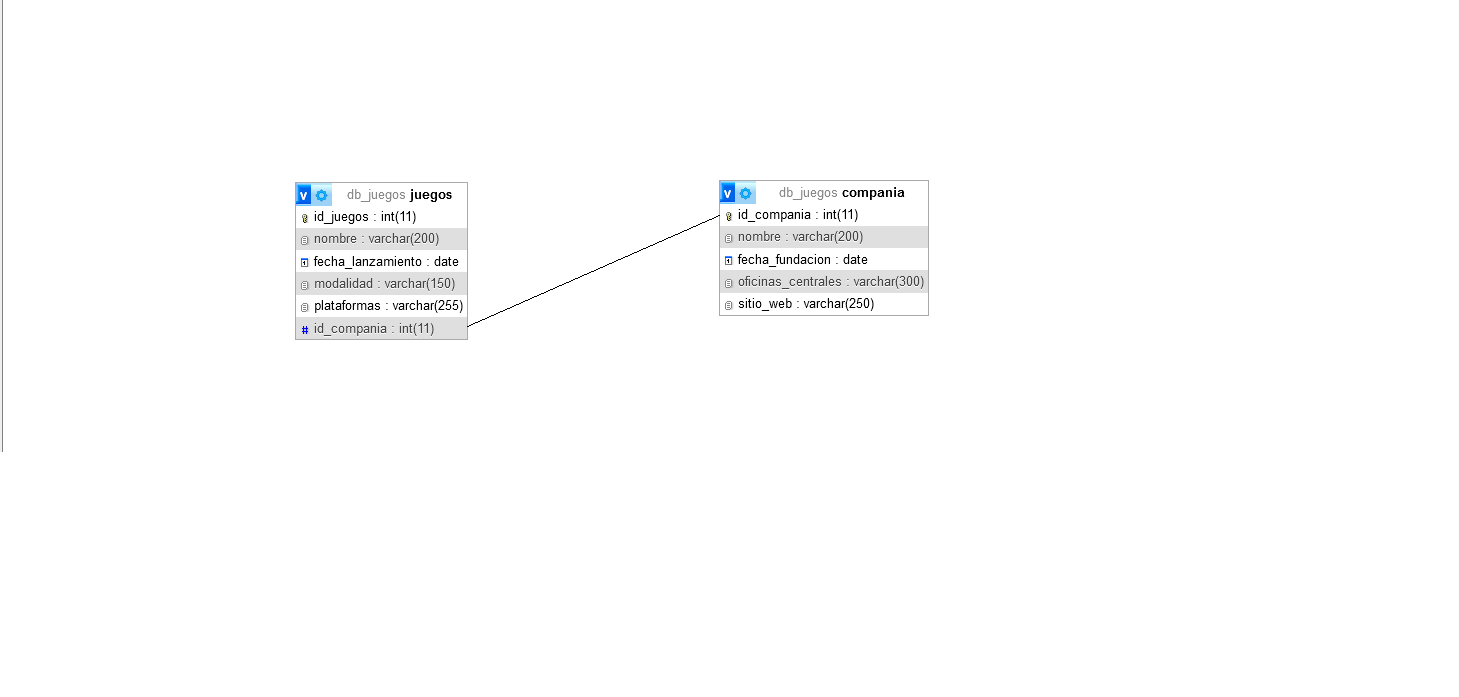 v db_juegos juegos
id_juegos : int(11)
nombre : varchar(200)
fecha_lanzamiento : date
modalidad : varchar(150)
plataformas : varchar(255)
# id_compania : int(11)
v db_juegos compania
id_compania : int(11)
nombre : varchar(200)
fecha_fundacion : date
oficinas_centrales : varchar(300)
sitio_web : varchar(250)